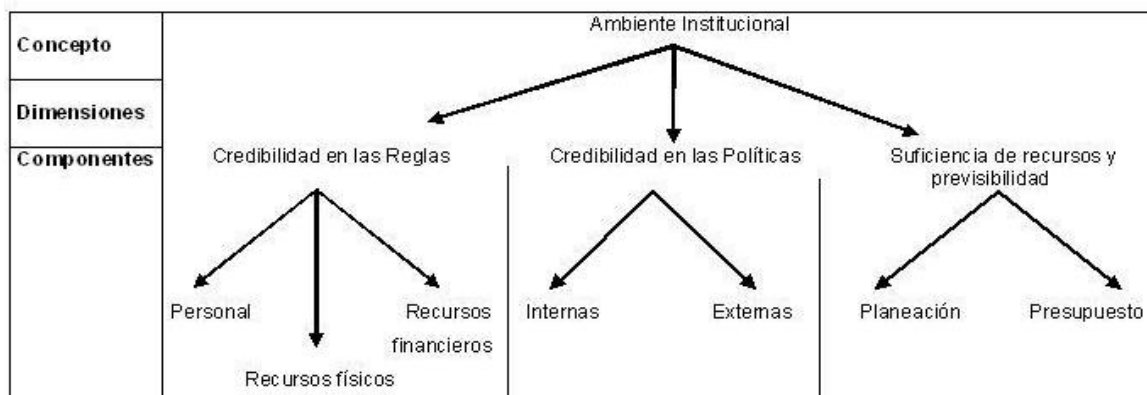 Concepto
Ambiente Institucional
Dimensiones
Componentes
Credibilidad en las Reglas
Credibilidad en las Políticas
Suficiencia de recursos y
previsibilidad
Personal
Recursos
financieros
Recursos físicos
Internas
Externas
Planeación
Presupuesto